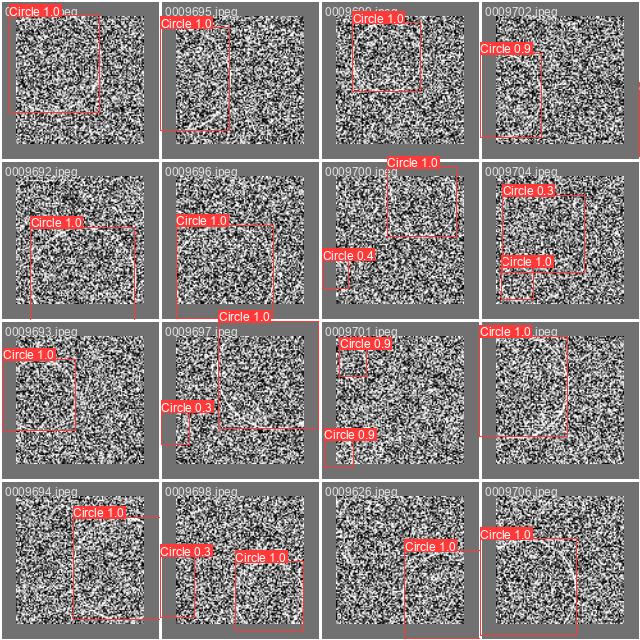 Circle 1.0
0009695.jpeg
Circle 1.0
Circle 1.0
0009702.jpeg
Circle 0.9
0009692.jpeg
Circle 1.0
0009696.jpeg
Circle 1.0
0009700.jpeg
Circle 1.0
Circle 0.4
0009704.jpeg
Circle 0.3
Circle 1.0
0009693.jpeg
Circle 1.0
0009697.jpeg
Circle 1.0
Circle 0.3
0009701.jpeg
Circle 0.9
Circle 0.9
Circle 1.0
.jpeg
0009694.jpeg
Circle 1.0
0009698.jpeg
Circle 0.3
Circle 1.0
0009626.jpeg
Circle 1.0
0009706.jpeg
Circle 1.0